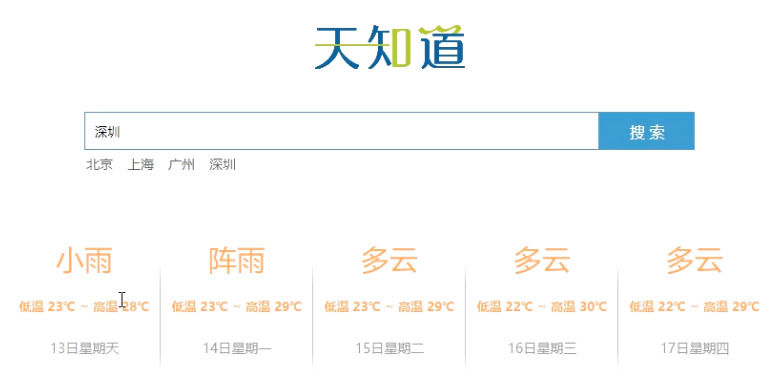 天知道
深圳
搜索
北京 上海 广州 深圳
小雨 阵雨 多云 多云 多云
低温 23℃ ~ 高温 28℃ 低温 23℃ ~ 高温 29℃ 低温 23℃ ~ 高温 29℃ 低温 22℃ ~ 高温 30℃ 低温 22℃ ~ 高温 29℃
13日星期天 14日星期一 15日星期二 16日星期三 17日星期四